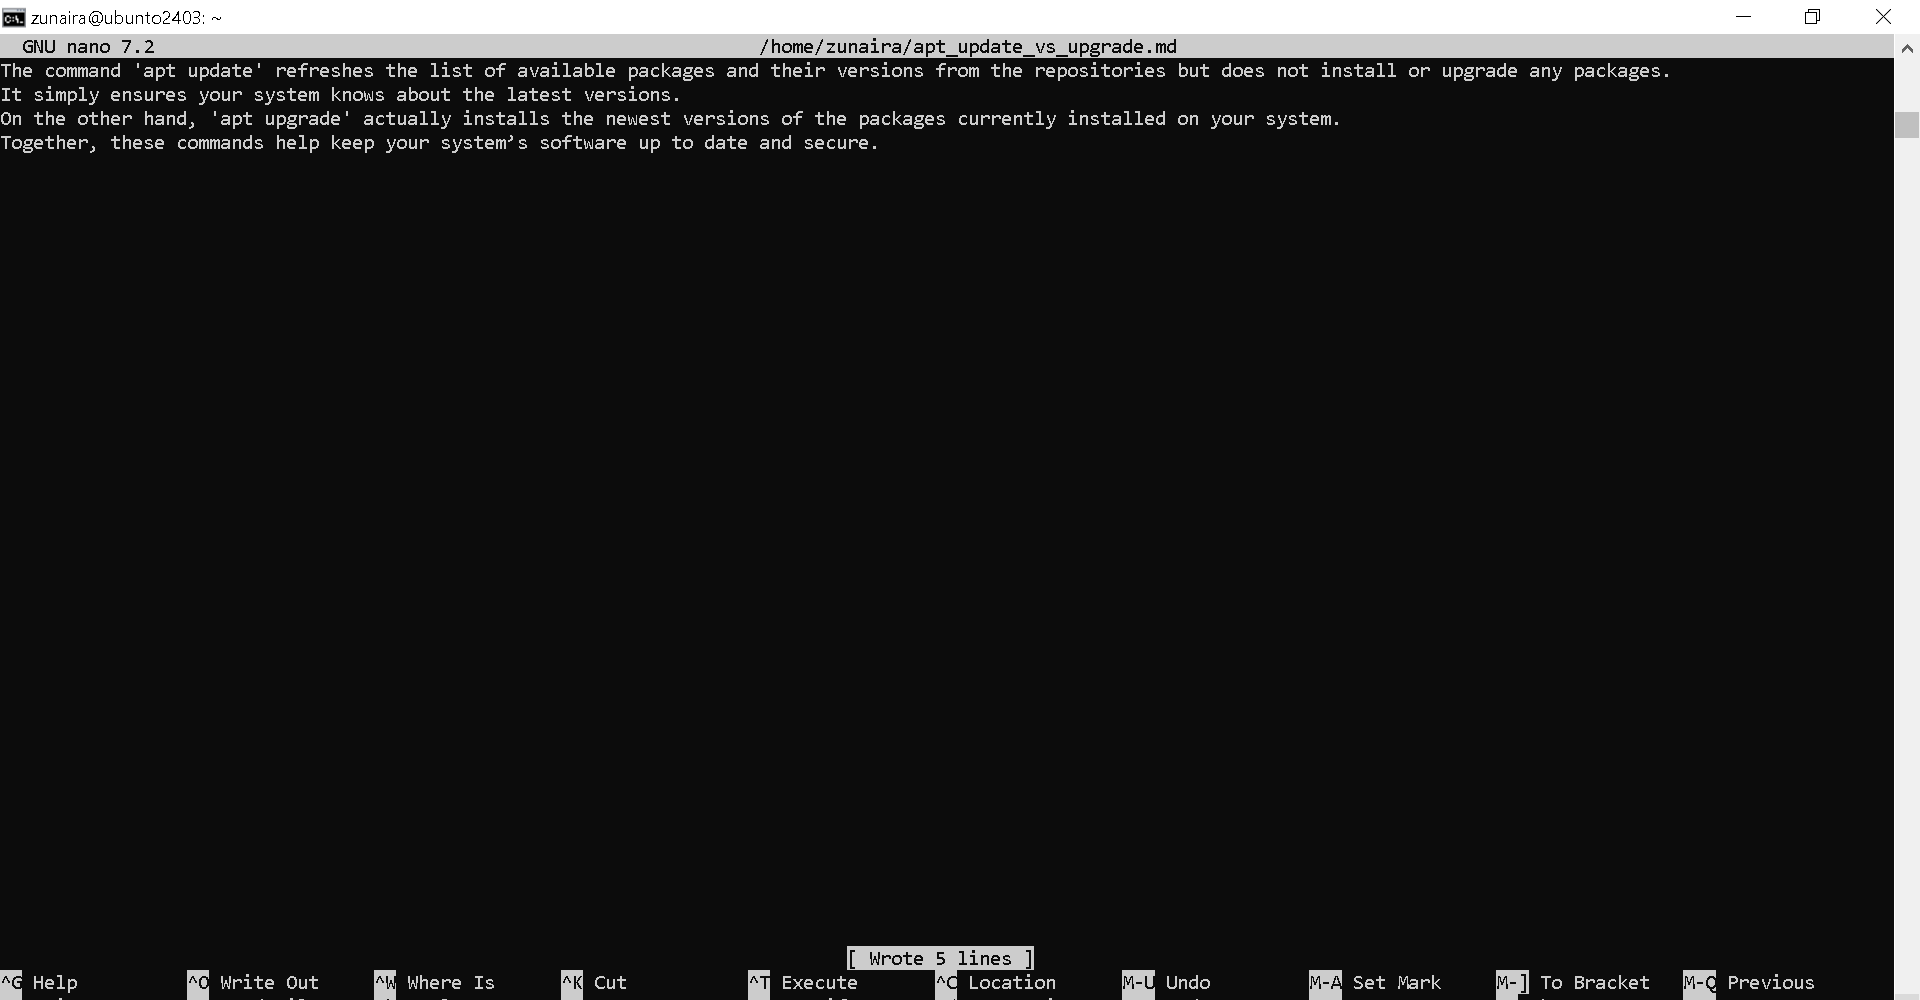 zunaira@ubunto2403: ~
GNU nano 7.2 /home/zunaira/apt_update_vs_upgrade.md
The command 'apt update' refreshes the list of available packages and their versions from the repositories but does not install or upgrade any packages.
It simply ensures your system knows about the latest versions.
On the other hand, 'apt upgrade' actually installs the newest versions of the packages currently installed on your system.
Together, these commands help keep your system’s software up to date and secure.
[ Wrote 5 lines ]
^G Help ^O Write Out ^W Where Is ^K Cut ^T Execute ^C Location M-U Undo M-A Set Mark M-] To Bracket M-Q Previous